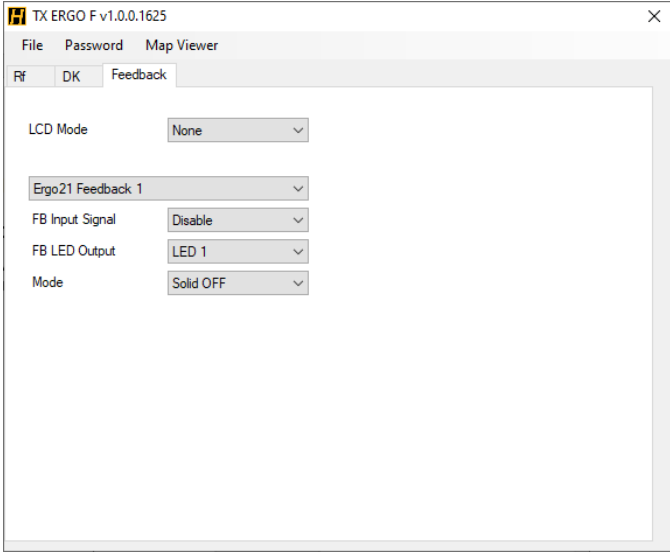 H TX ERGO F v1.0.0.1625
File Password Map Viewer
Rf DK Feedback
LCD Mode None
Ergo21 Feedback 1
FB Input Signal Disable
FB LED Output LED 1
Mode Solid OFF